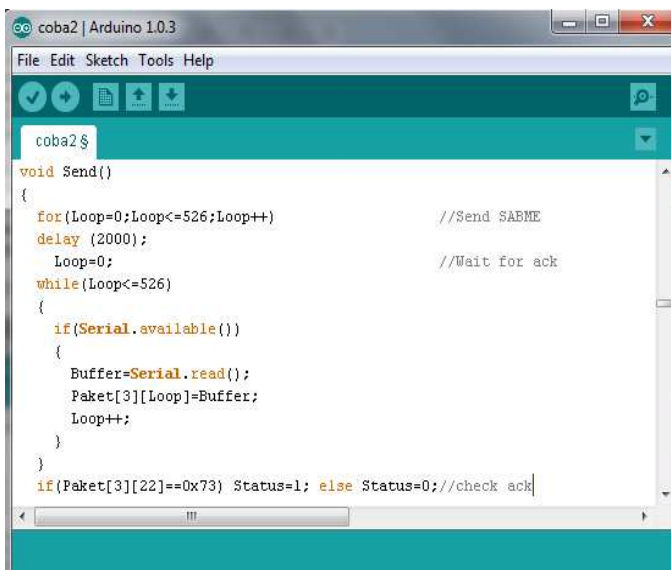 coba2 | Arduino 1.0.3
File Edit Sketch Tools Help
coba2 §
void Send()
{
for(Loop=0;Loop<=526;Loop++) //Send SABME
delay (2000);
Loop=0; //Wait for ack
while(Loop<=526)
{
if(Serial.available())
{
Buffer=Serial.read();
Paket[3][Loop]=Buffer;
Loop++;
}
}
if(Paket[3][22]==0x73) Status=1; else Status=0;//check ack